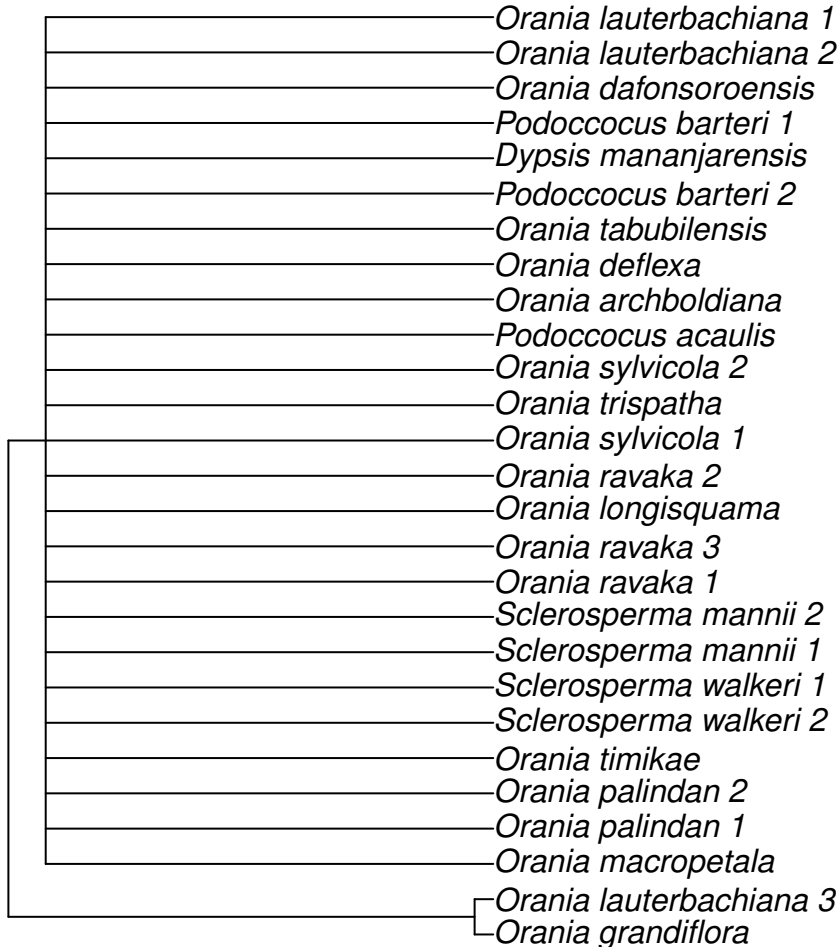 Orania lauterbachiana 1
Orania lauterbachiana 2
Orania dafonsoroensis
Podoccocus barteri 1
Dypsis mananjarensis
Podoccocus barteri 2
Orania tabubilensis
Orania deflexa
Orania archboldiana
Podoccocus acaulis
Orania sylvicola 2
Orania trispatha
Orania sylvicola 1
Orania ravaka 2
Orania longisquama
Orania ravaka 3
Orania ravaka 1
Sclerosperma mannii 2
Sclerosperma mannii 1
Sclerosperma walkeri 1
Sclerosperma walkeri 2
Orania timikae
Orania palindan 2
Orania palindan 1
Orania macropetala
Orania lauterbachiana 3
Orania grandiflora